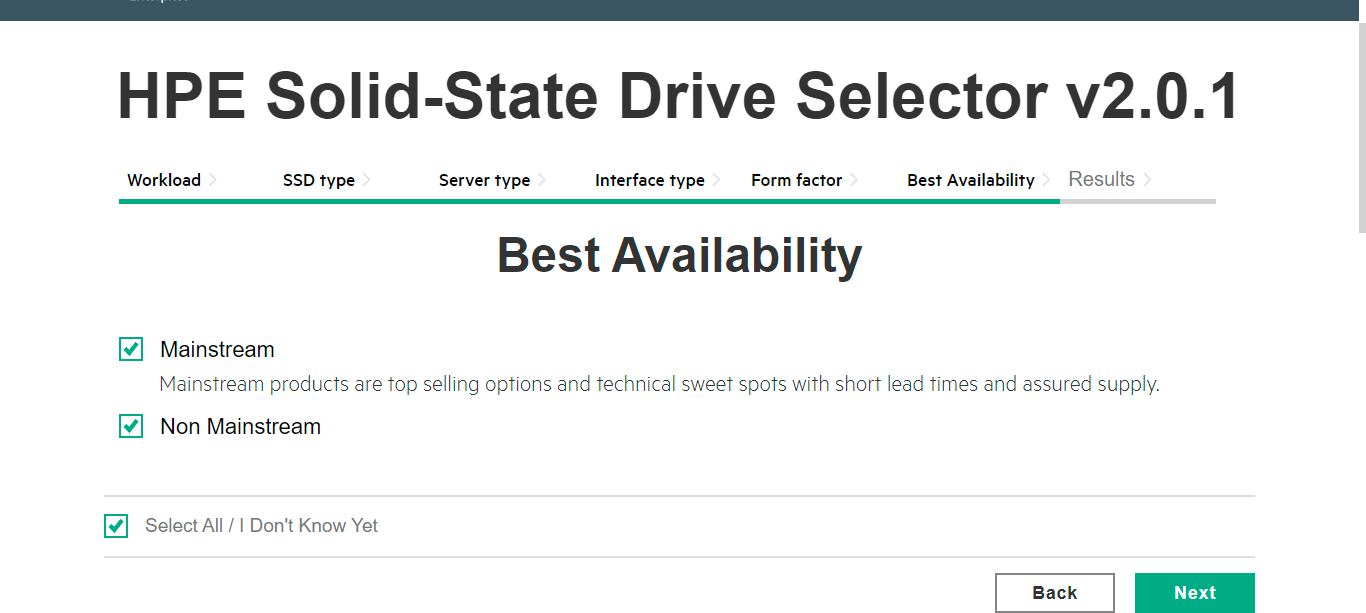 HPE Solid-State Drive Selector v2.0.1
Workload SSD type Server type Interface type Form factor Best Availability Results
Best Availability
Mainstream
Mainstream products are top selling options and technical sweet spots with short lead times and assured supply.
Non Mainstream
Select All / I Don't Know Yet
Back Next